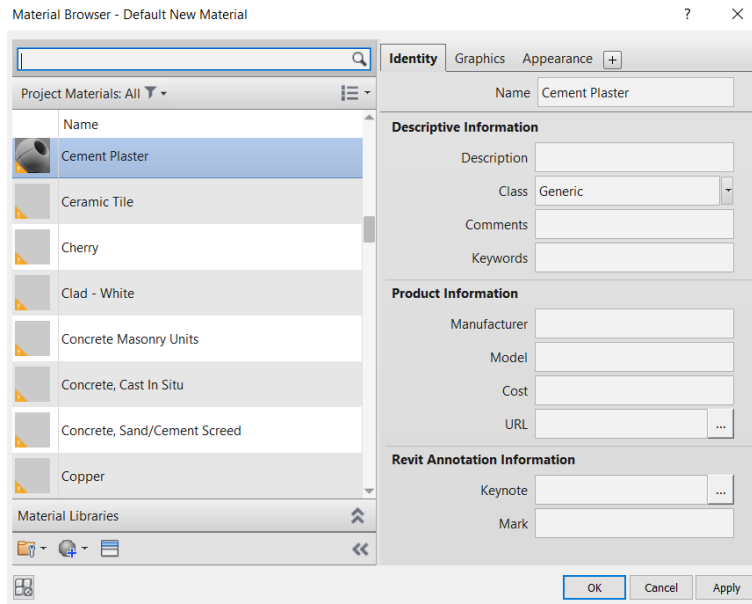 Material Browser - Default New Material
?
Project Materials: All
Name
Cement Plaster
Ceramic Tile
Cherry
Clad - White
Concrete Masonry Units
Concrete, Cast In Situ
Concrete, Sand/Cement Screed
Copper
Material Libraries
Identity Graphics Appearance +
Name Cement Plaster
Descriptive Information
Description
Class Generic
Comments
Keywords
Product Information
Manufacturer
Model
Cost
URL ...
Revit Annotation Information
Keynote ...
Mark
OK Cancel Apply